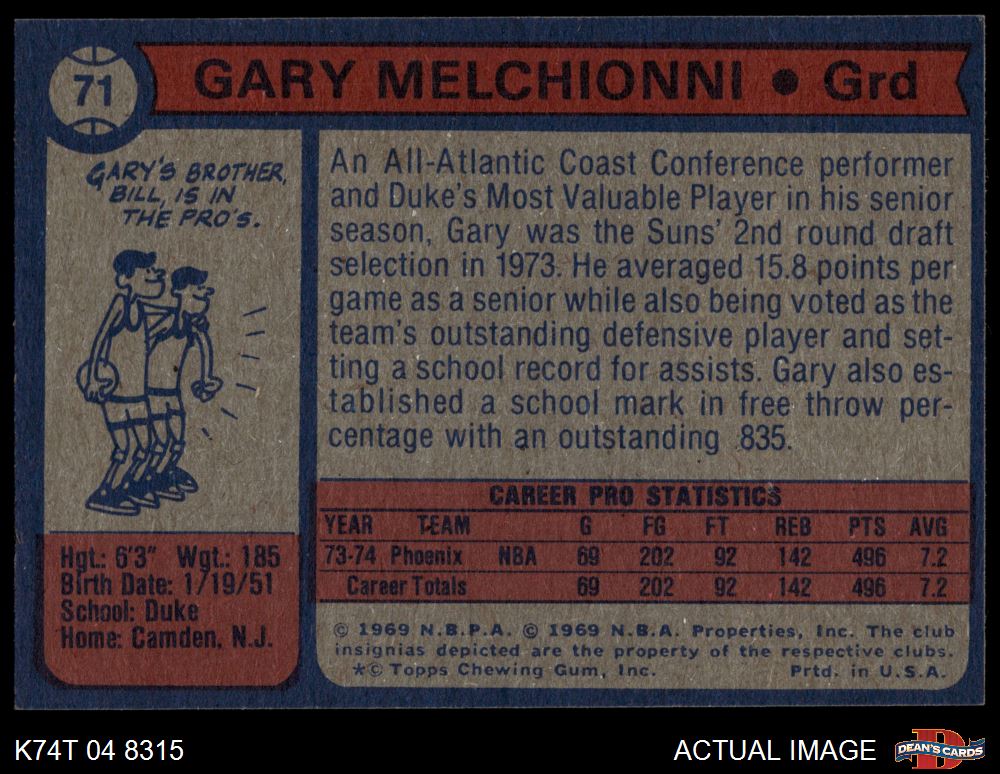 71
GARY MELCHIONNI • Grd
GARY'S BROTHER,
BILL, IS IN
THE PRO'S.
An All-Atlantic Coast Conference performer
and Duke's Most Valuable Player in his senior
season, Gary was the Suns' 2nd round draft
selection in 1973. He averaged 15.8 points per
game as a senior while also being voted as the
team's outstanding defensive player and set-
ting a school record for assists. Gary also es-
tablished a school mark in free throw per-
centage with an outstanding .835.
Hgt.: 6'3" Wgt.: 185
Birth Date: 1/19/51
School: Duke
Home: Camden, N.J.
CAREER PRO STATISTICS
YEAR TEAM G FG FT REB PTS AVG
73-74 Phoenix NBA 69 202 92 142 496 7.2
Career Totals 69 202 92 142 496 7.2
© 1969 N.B.P.A. © 1969 N.B.A. Properties, Inc. The club
insignias depicted are the property of the respective clubs.
*© Topps Chewing Gum, Inc. Prtd. in U.S.A.
K74T 04 8315
ACTUAL IMAGE
DEAN'S CARDS